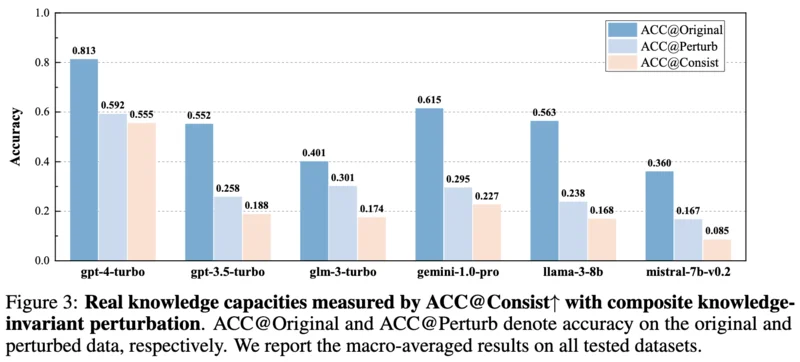 1.0
0.8
0.6
0.4
0.2
0.0
Accuracy
ACC@Original
ACC@Perturb
ACC@Consist
0.813
0.592
0.555
0.552
0.258
0.188
0.401
0.301
0.174
0.615
0.295
0.227
0.563
0.238
0.168
0.360
0.167
0.085
gpt-4-turbo
gpt-3.5-turbo
glm-3-turbo
gemini-1.0-pro
llama-3-8b
mistral-7b-v0.2
Figure 3: Real knowledge capacities measured by ACC@Consist↑ with composite knowledge-
invariant perturbation. ACC@Original and ACC@Perturb denote accuracy on the original and
perturbed data, respectively. We report the macro-averaged results on all tested datasets.